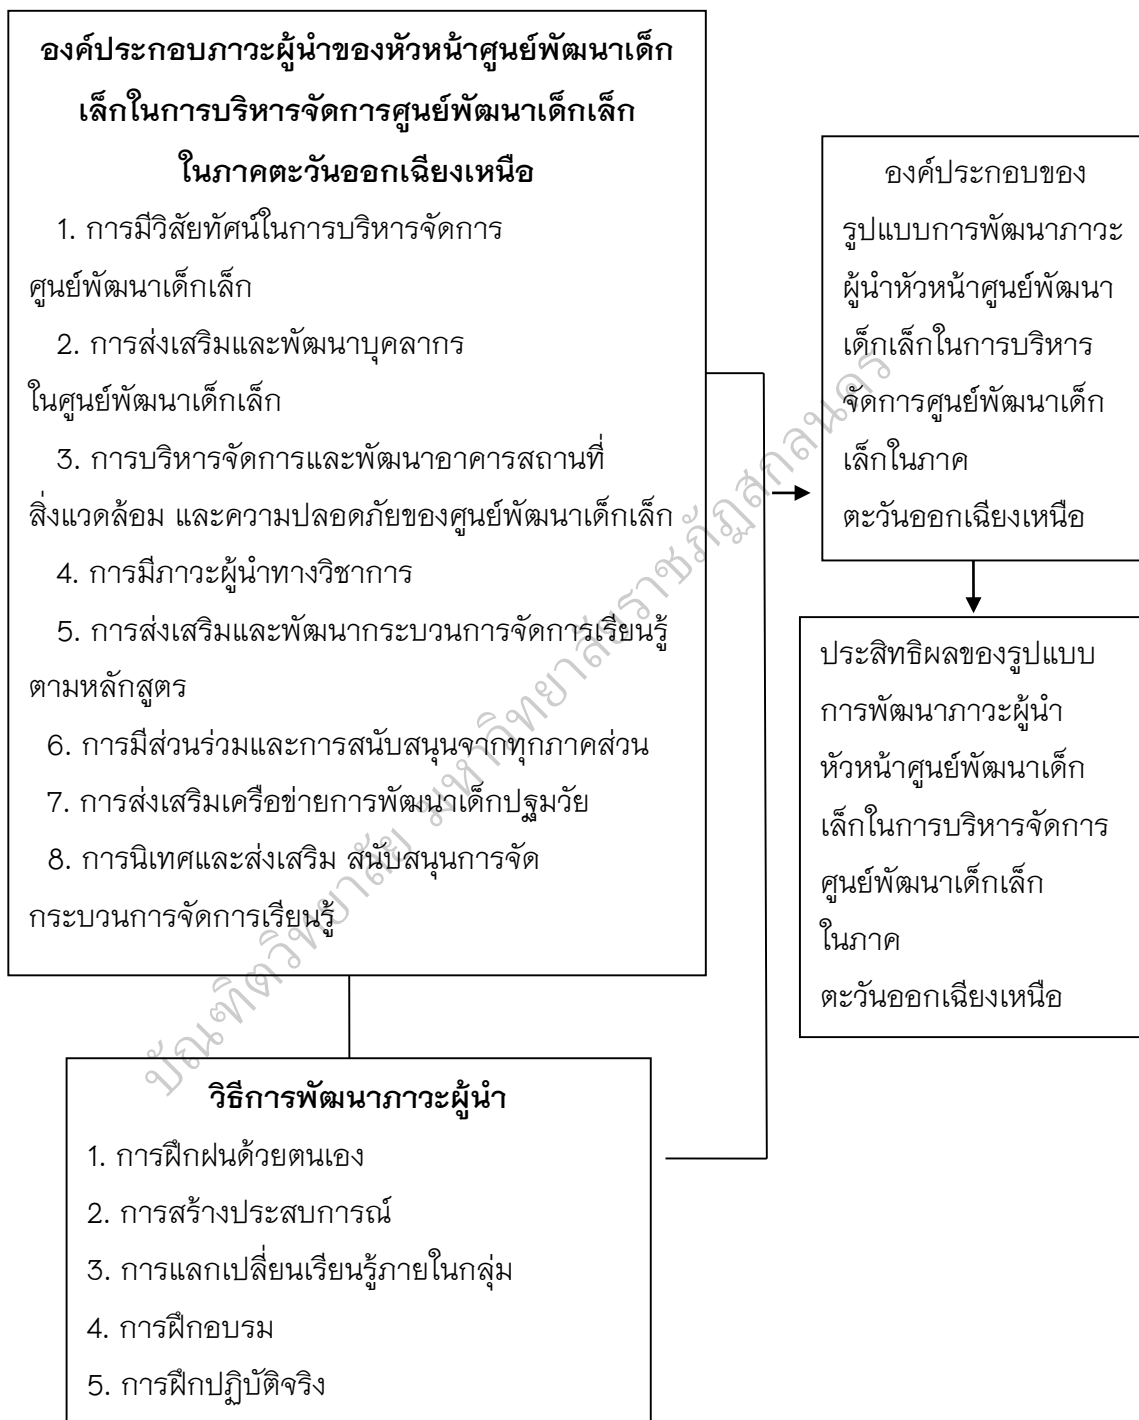 องค์ประกอบภาวะผู้นำของหัวหน้าศูนย์พัฒนาเด็ก
เล็กในการบริหารจัดการศูนย์พัฒนาเด็กเล็ก
ในภาคตะวันออกเฉียงเหนือ
1. การมีวิสัยทัศน์ในการบริหารจัดการ
ศูนย์พัฒนาเด็กเล็ก
2. การส่งเสริมและพัฒนาบุคลากร
ในศูนย์พัฒนาเด็กเล็ก
3. การบริหารจัดการและพัฒนาอาคารสถานที่
สิ่งแวดล้อม และความปลอดภัยของศูนย์พัฒนาเด็กเล็ก
4. การมีภาวะผู้นำทางวิชาการ
5. การส่งเสริมและพัฒนากระบวนการจัดการเรียนรู้
ตามหลักสูตร
6. การมีส่วนร่วมและการสนับสนุนจากทุกภาคส่วน
7. การส่งเสริมเครือข่ายการพัฒนาเด็กปฐมวัย
8. การนิเทศและส่งเสริม สนับสนุนการจัด
กระบวนการจัดการเรียนรู้
องค์ประกอบของ
รูปแบบการพัฒนาภาวะ
ผู้นำหัวหน้าศูนย์พัฒนา
เด็กเล็กในการบริหาร
จัดการศูนย์พัฒนาเด็ก
เล็กในภาค
ตะวันออกเฉียงเหนือ
ประสิทธิผลของรูปแบบ
การพัฒนาภาวะผู้นำ
หัวหน้าศูนย์พัฒนาเด็ก
เล็กในการบริหารจัดการ
ศูนย์พัฒนาเด็กเล็ก
ในภาค
ตะวันออกเฉียงเหนือ
วิธีการพัฒนาภาวะผู้นำ
1. การฝึกฝนด้วยตนเอง
2. การสร้างประสบการณ์
3. การแลกเปลี่ยนเรียนรู้ภายในกลุ่ม
4. การฝึกอบรม
5. การฝึกปฏิบัติจริง
บัณฑิตวิทยาลัย มหาวิทยาลัยราชภัฏสกลนคร